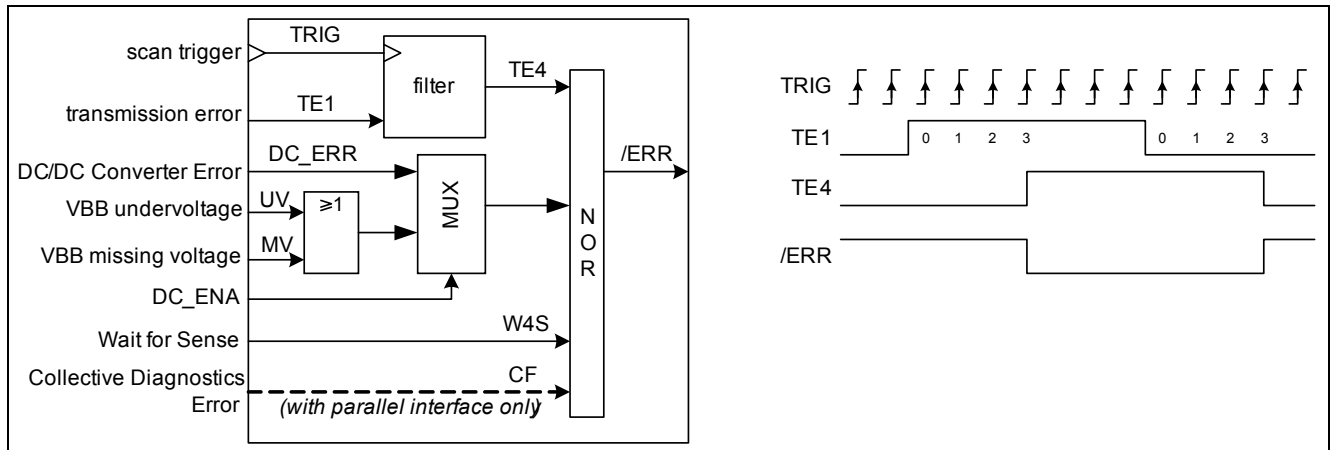 scan trigger
TRIG
filter
TE4
transmission error
TE1
DC/DC Converter Error
DC_ERR
VBB undervoltage
UV
≥1
VBB missing voltage
MV
MUX
DC_ENA
Wait for Sense
W4S
Collective Diagnostics
Error
CF
(with parallel interface only)
N
O
R
/ERR
TRIG
TE1
0 1 2 3 0 1 2 3
TE4
/ERR